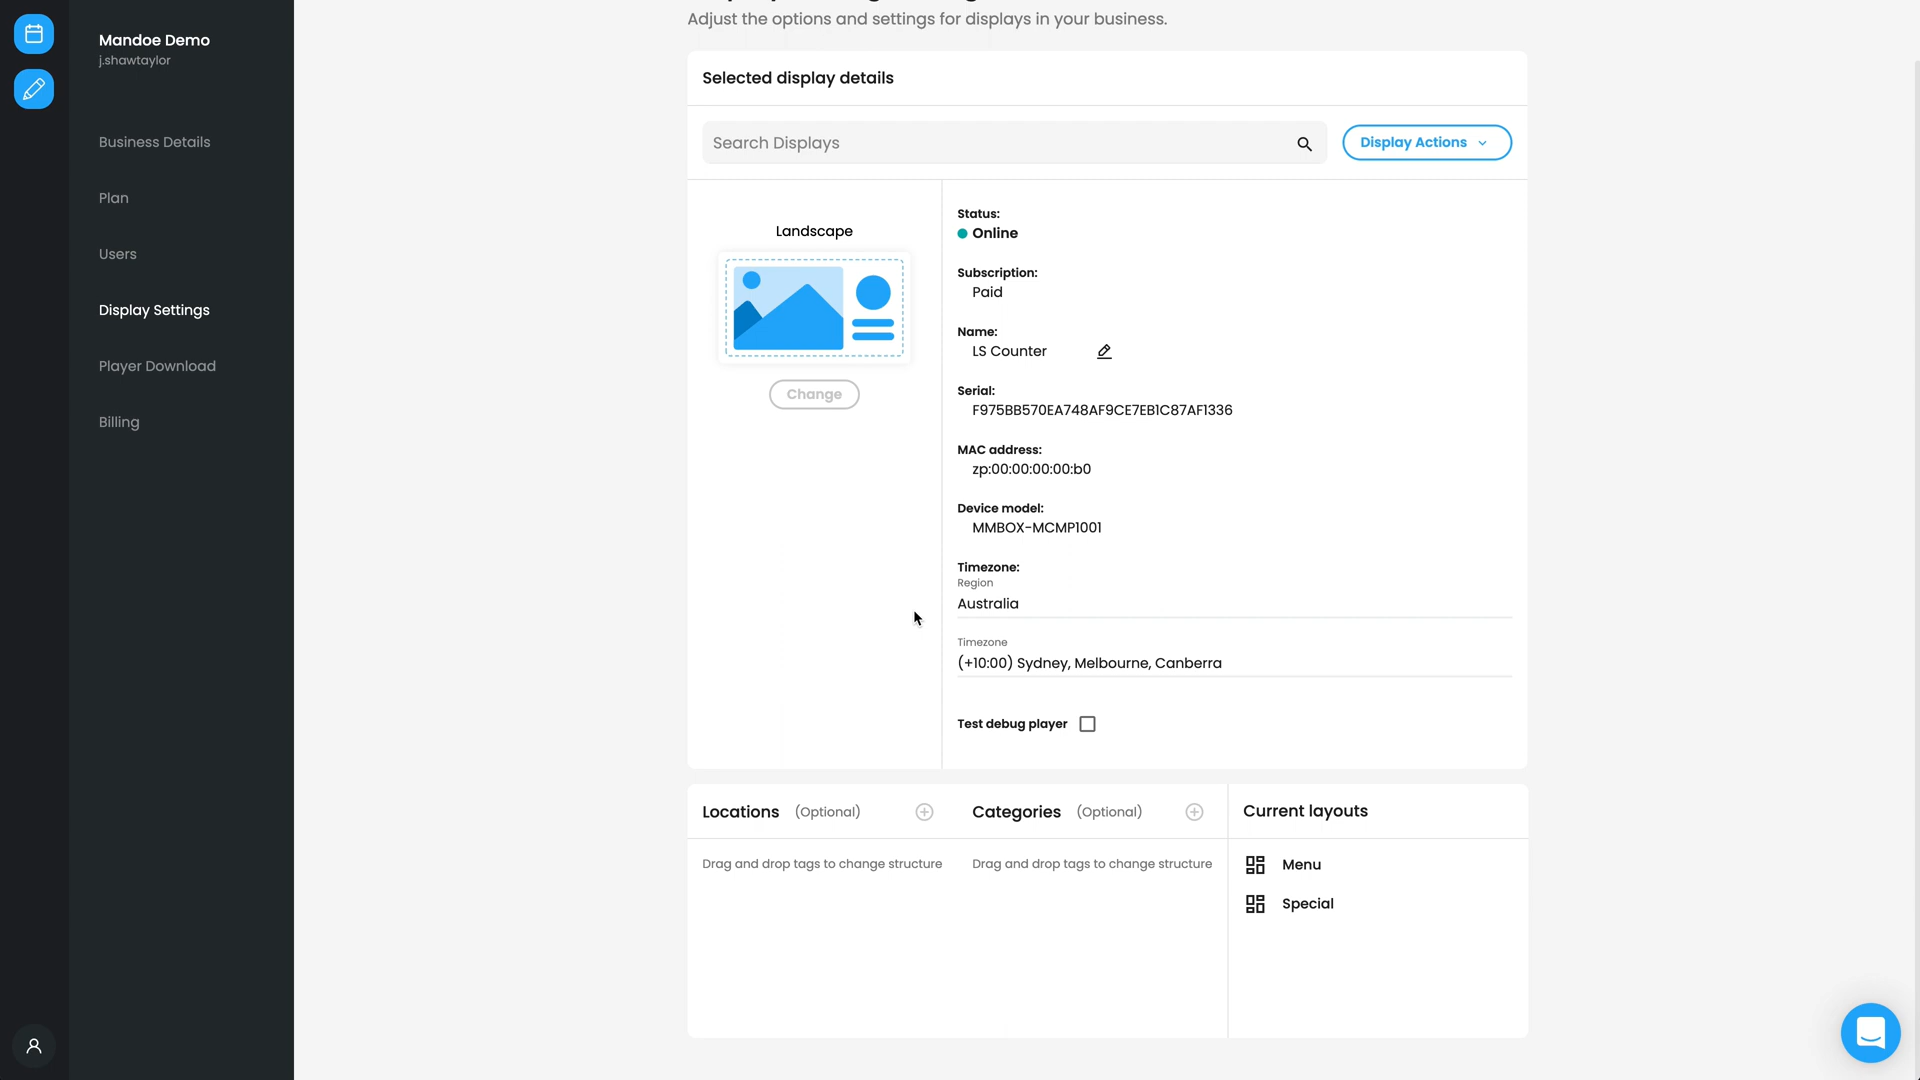 Mandoe Demo
j.shawtaylor
Business Details
Plan
Users
Display Settings
Player Download
Billing
Adjust the options and settings for displays in your business.
Selected display details
Search Displays
Display Actions
Landscape
Change
Status:
Online
Subscription:
Paid
Name:
LS Counter
Serial:
F975BB570EA748AF9CE7EB1C87AF1336
MAC address:
zp:00:00:00:00:b0
Device model:
MMBOX-MCMP1001
Timezone:
Region
Australia
Timezone
(+10:00) Sydney, Melbourne, Canberra
Test debug player
Locations (Optional)
Drag and drop tags to change structure
Categories (Optional)
Drag and drop tags to change structure
Current layouts
Menu
Special